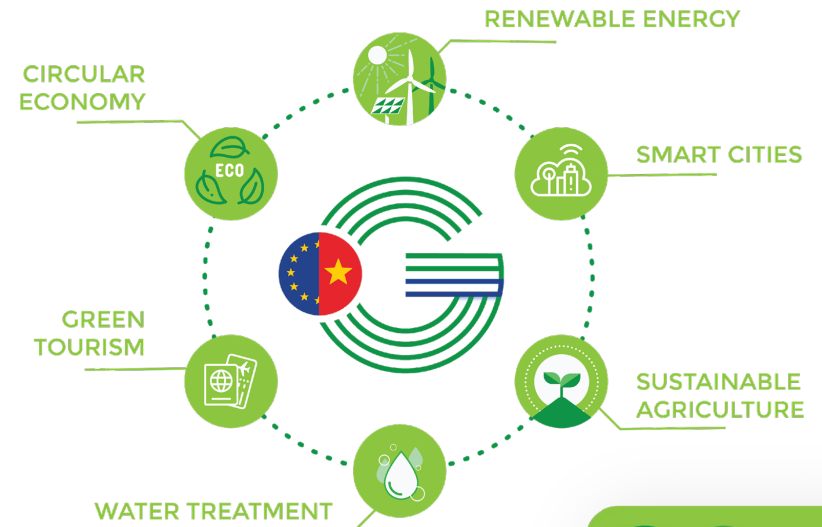 RENEWABLE ENERGY
CIRCULAR
ECONOMY
ECO
SMART CITIES
GREEN
TOURISM
SUSTAINABLE
AGRICULTURE
WATER TREATMENT